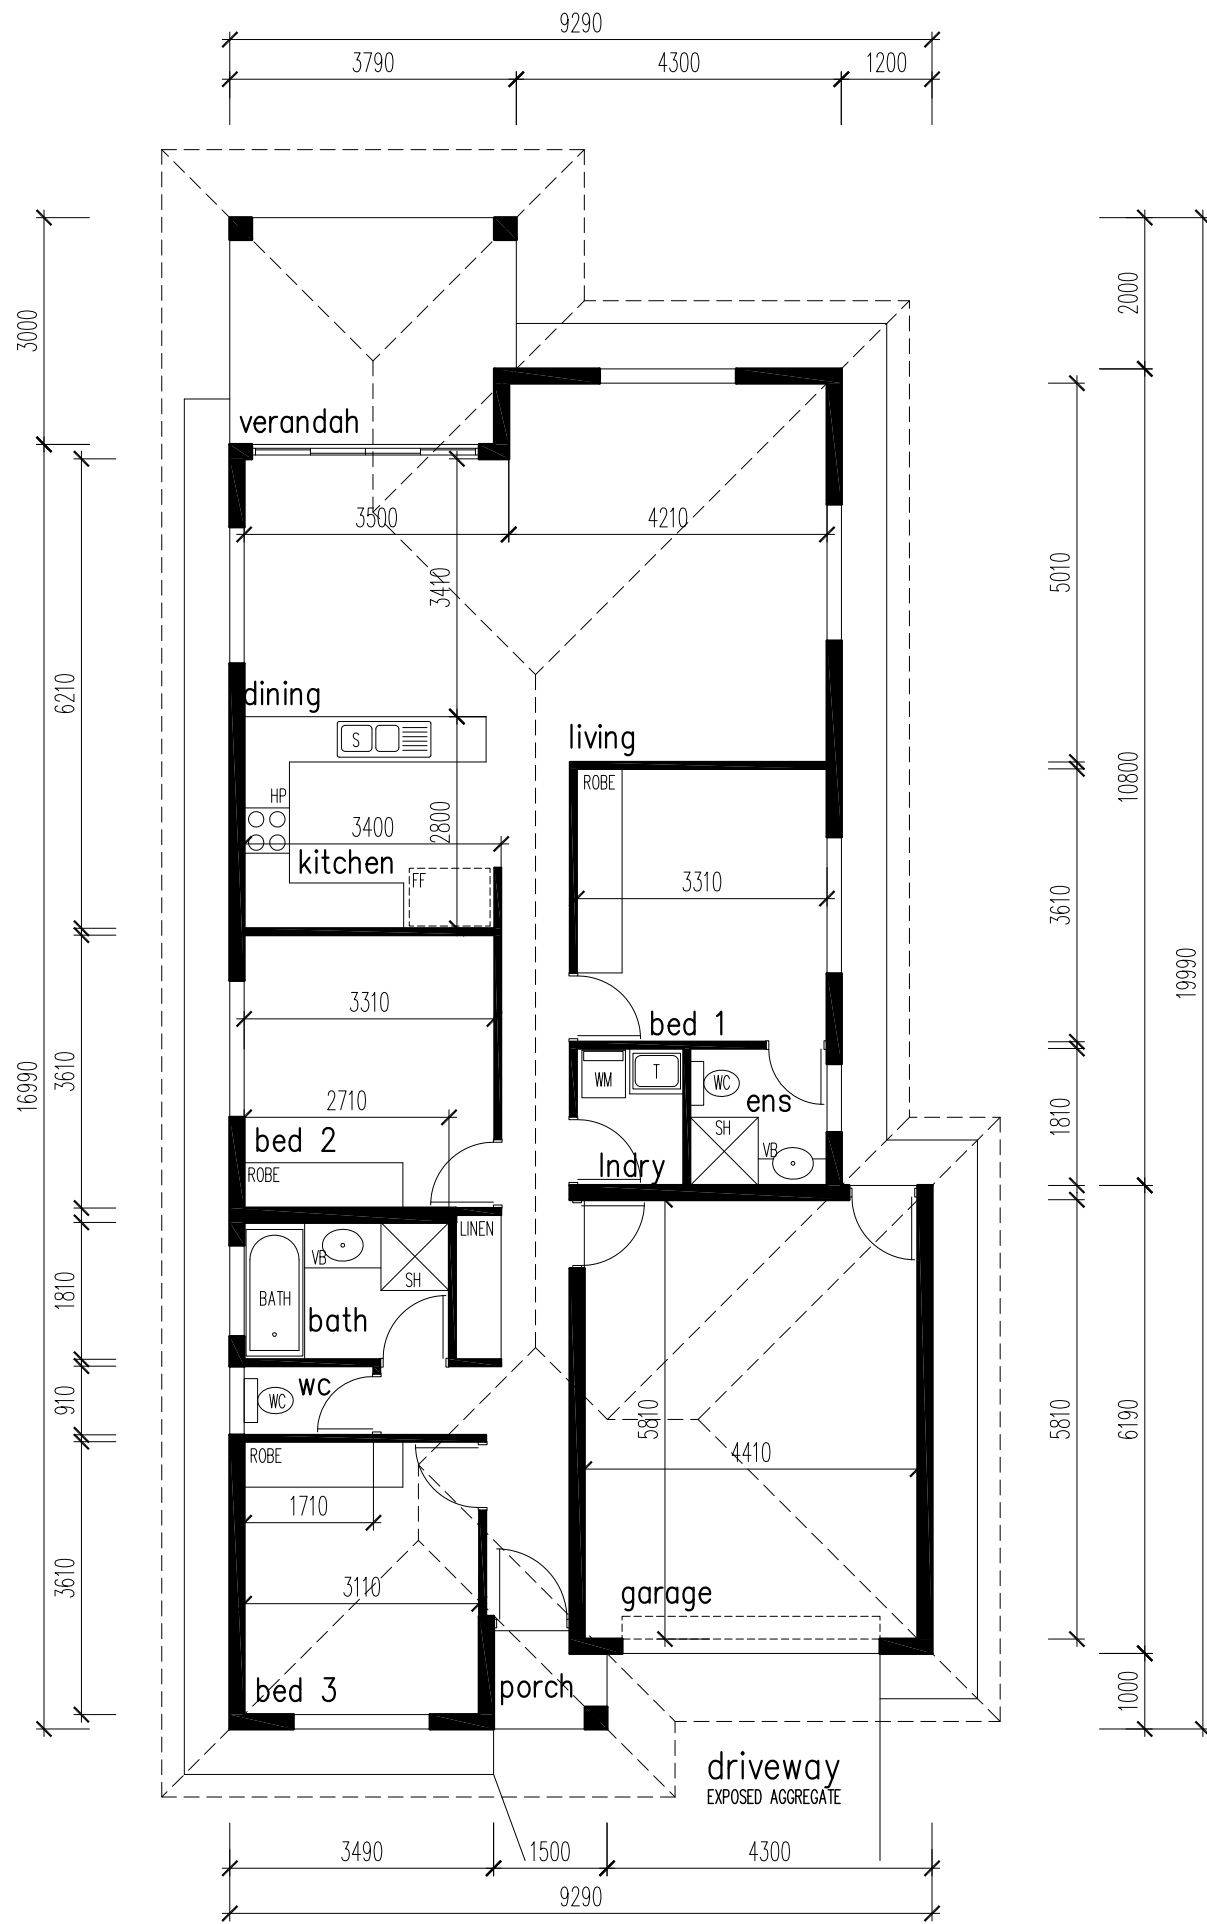 9290
3790
4300
1200
3000
2000
verandah
3500
4210
3410
5010
6210
dining
S
living
10800
HP
ROBE
3400
2800
kitchen
FF
3310
3610
19990
3310
bed 1
16990
3610
WM
T
WC
2710
ens
1810
bed 2
SH
VB
ROBE
lndry
LINEN
VB
SH
1810
BATH
bath
wc
WC
910
5810
5810
6190
ROBE
4410
1710
3610
3110
garage
bed 3
porch
1000
driveway
EXPOSED AGGREGATE
3490
1500
4300
9290